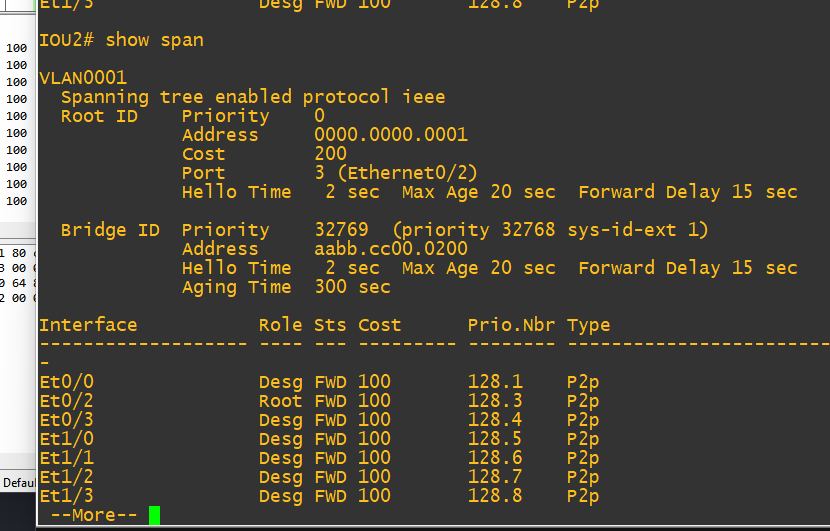 Et1/3 Desg FWD 100 128.8 P2p
IOU2# show span
VLAN0001
Spanning tree enabled protocol ieee
Root ID Priority 0
Address 0000.0000.0001
Cost 200
Port 3 (Ethernet0/2)
Hello Time 2 sec Max Age 20 sec Forward Delay 15 sec
Bridge ID Priority 32769 (priority 32768 sys-id-ext 1)
Address aabb.cc00.0200
Hello Time 2 sec Max Age 20 sec Forward Delay 15 sec
Aging Time 300 sec
Interface Role Sts Cost Prio.Nbr Type
------------------- ---- --- --------- -------- ------------------------
-
Et0/0 Desg FWD 100 128.1 P2p
Et0/2 Root FWD 100 128.3 P2p
Et0/3 Desg FWD 100 128.4 P2p
Et1/0 Desg FWD 100 128.5 P2p
Et1/1 Desg FWD 100 128.6 P2p
Et1/2 Desg FWD 100 128.7 P2p
Et1/3 Desg FWD 100 128.8 P2p
--More--
100
100
100
100
100
100
100
100
100
100
1 80
3 00
0 64
2 00